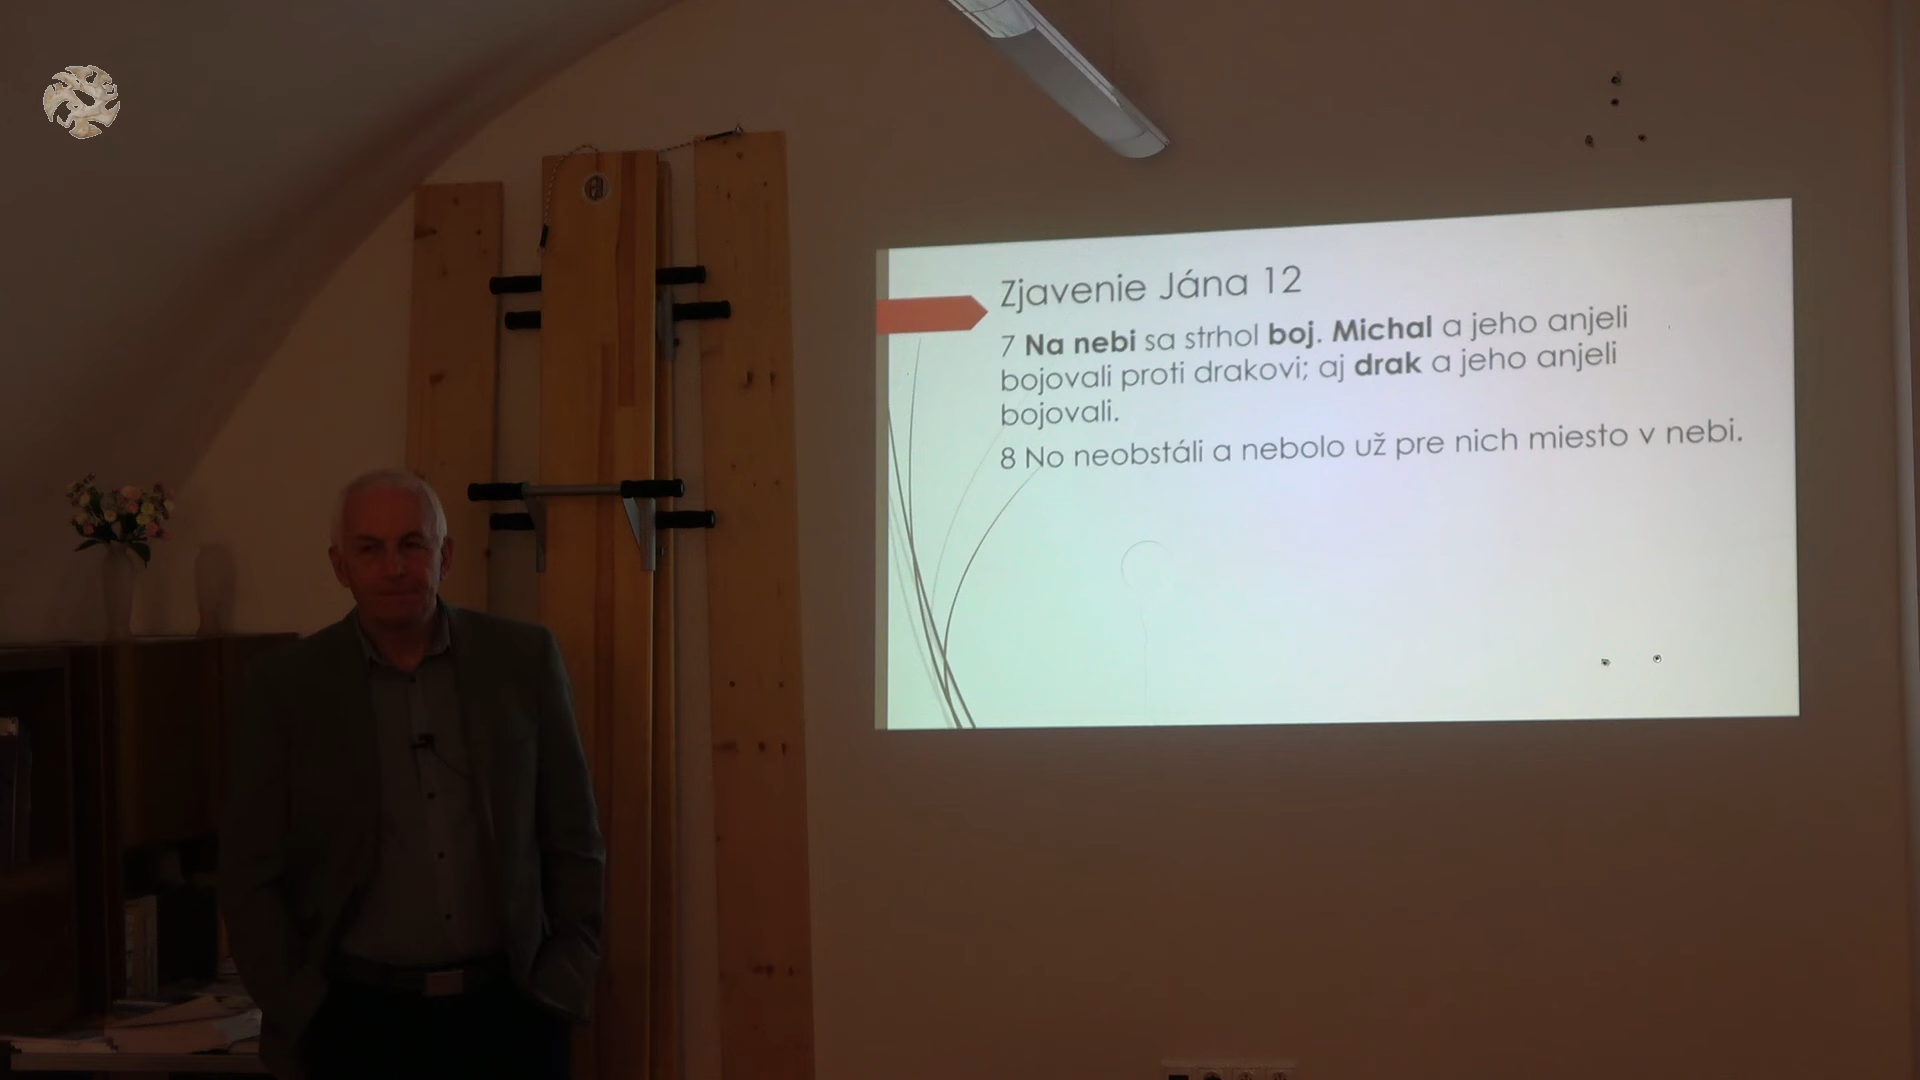 Zjavenie Jána 12
7 Na nebi sa strhol boj. Michal a jeho anjeli
bojovali proti drakovi; aj drak a jeho anjeli
bojovali.
8 No neobstáli a nebolo už pre nich miesto v nebi.